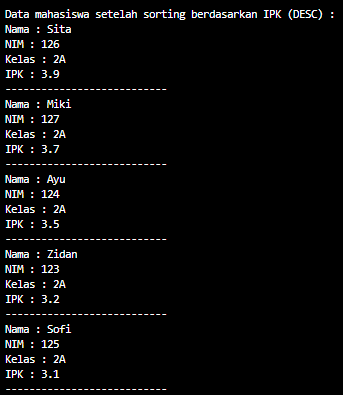 Data mahasiswa setelah sorting berdasarkan IPK (DESC) :
Nama : Sita
NIM : 126
Kelas : 2A
IPK : 3.9
---------------------------
Nama : Miki
NIM : 127
Kelas : 2A
IPK : 3.7
---------------------------
Nama : Ayu
NIM : 124
Kelas : 2A
IPK : 3.5
---------------------------
Nama : Zidan
NIM : 123
Kelas : 2A
IPK : 3.2
---------------------------
Nama : Sofi
NIM : 125
Kelas : 2A
IPK : 3.1
---------------------------